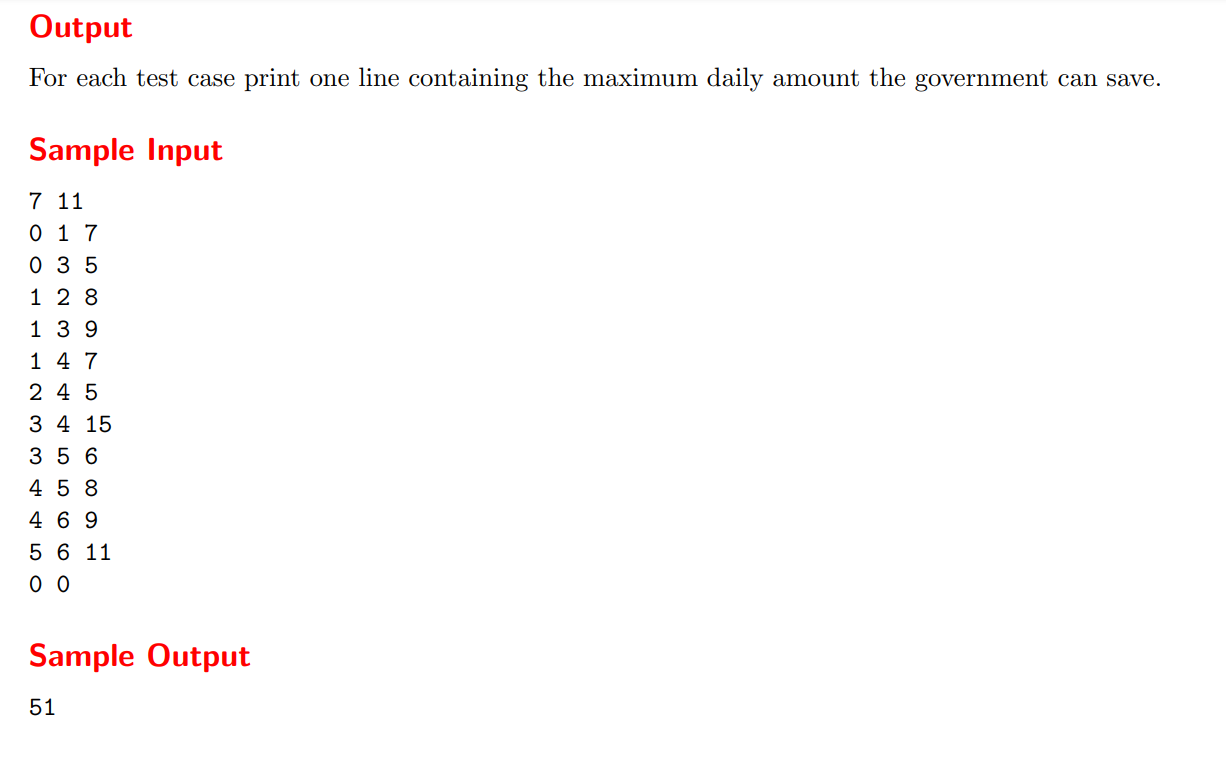 Output
For each test case print one line containing the maximum daily amount the government can save.
Sample Input
7 11
0 1 7
0 3 5
1 2 8
1 3 9
1 4 7
2 4 5
3 4 15
3 5 6
4 5 8
4 6 9
5 6 11
0 0
Sample Output
51